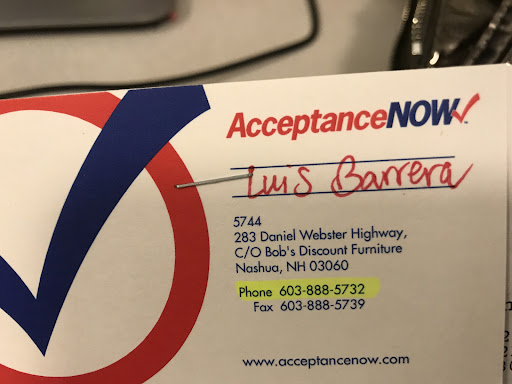 AcceptanceNOW
Luis Barrera
5744
283 Daniel Webster Highway,
C/O Bob's Discount Furniture
Nashua, NH 03060
Phone 603-888-5732
Fax 603-888-5739
www.acceptancenow.com